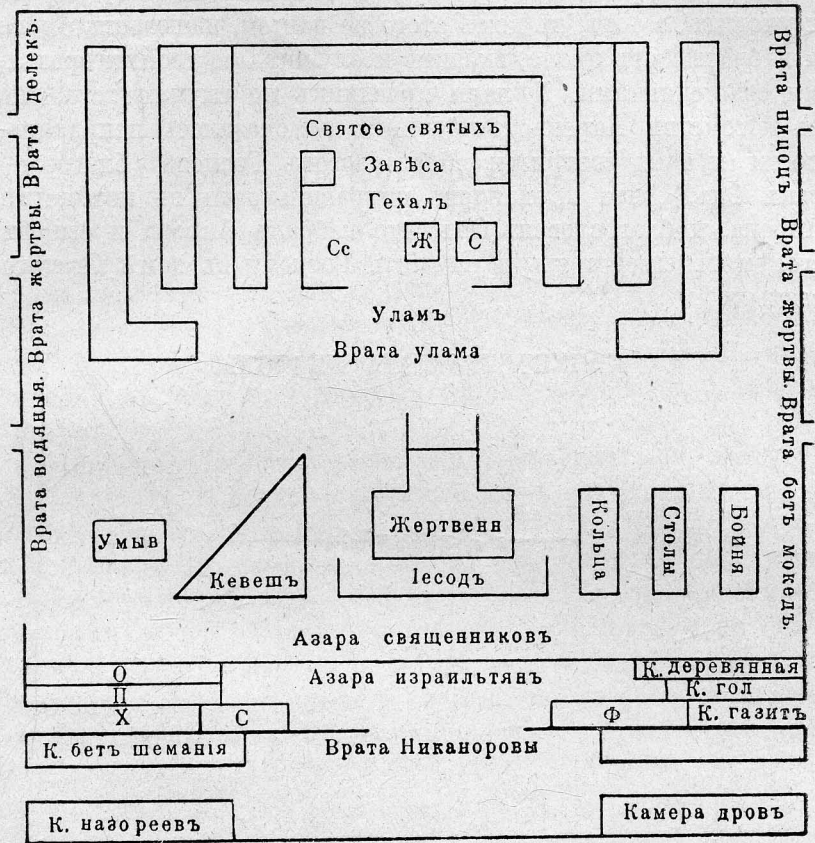 Врата водяныя. Врата жертвы. Врата делекъ.
Врата пицоцъ Врата жертвы. Врата бетъ мокедъ.
Святое святыхъ
Завѣса
Гехалъ
Сс Ж С
Уламъ
Врата улама
Умыв
Кевешъ
Жертвенн
Іесодъ
Кольца
Столы
Бойня
Азара священниковъ
О
Азара израильтянъ
К. деревянная
П
К. гол
Х С
Ф К. газитъ
К. бетъ шеманія
Врата Никаноровы
К. назореевъ
Камера дровъ